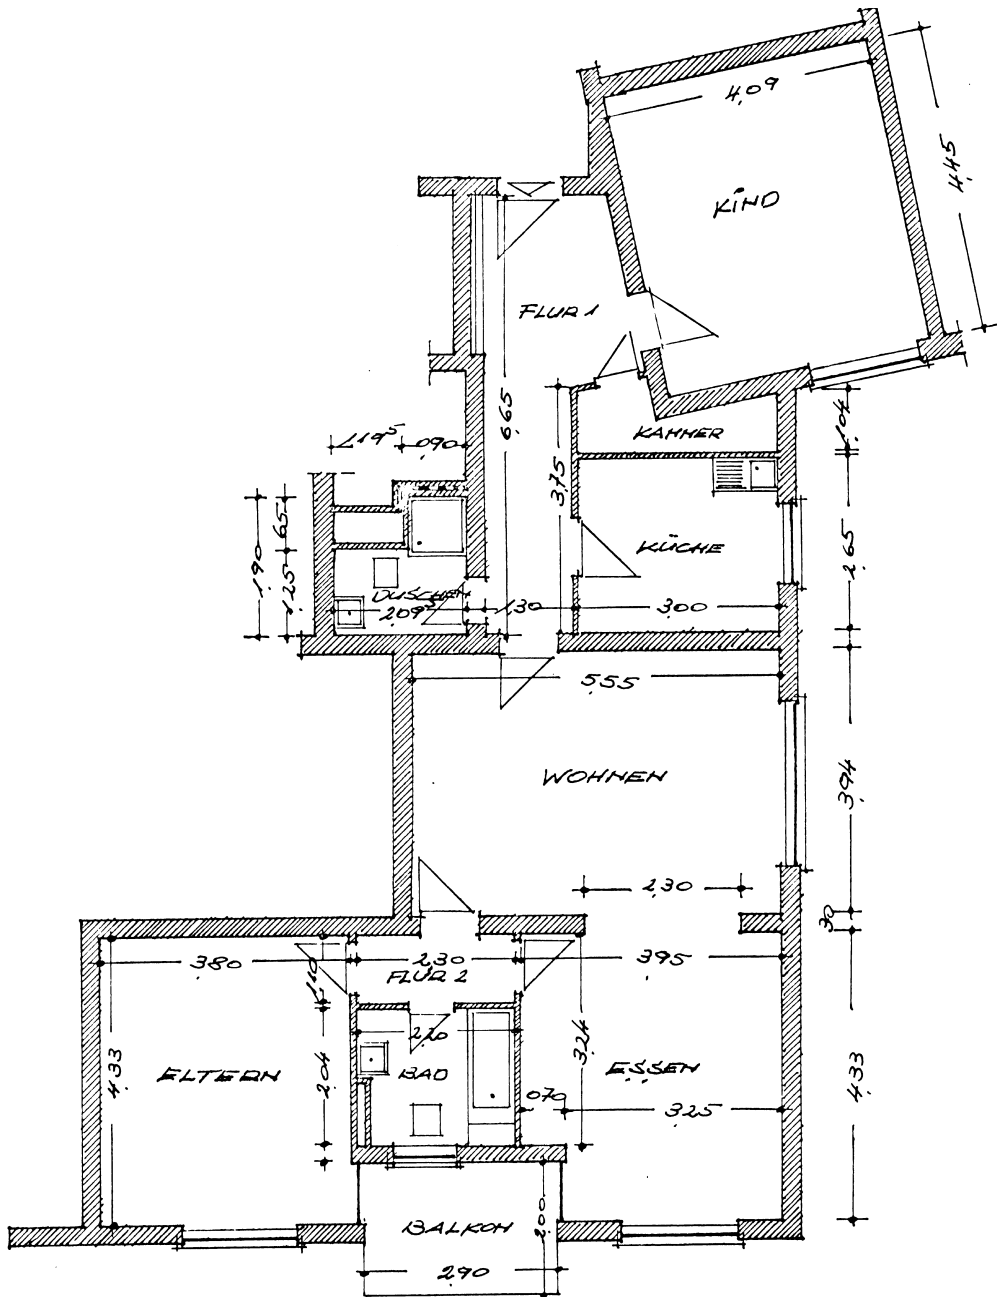 4.09
4.45
KIND
FLUR 1
6.65
1.04
KAMMER
1.19⁵
0.90
3.75
65
1.90
1.25
KÜCHE
2.65
DUSCHEN
2.09⁵
1.30
3.00
5.55
WOHNEN
3.94
2.30
30
3.80
2.30
3.95
FLUR 2
1.10
2.20
3.24
4.33
ELTERN
2.04
BAD
ESSEN
4.33
0.70
3.25
BALKON
2.00
2.90